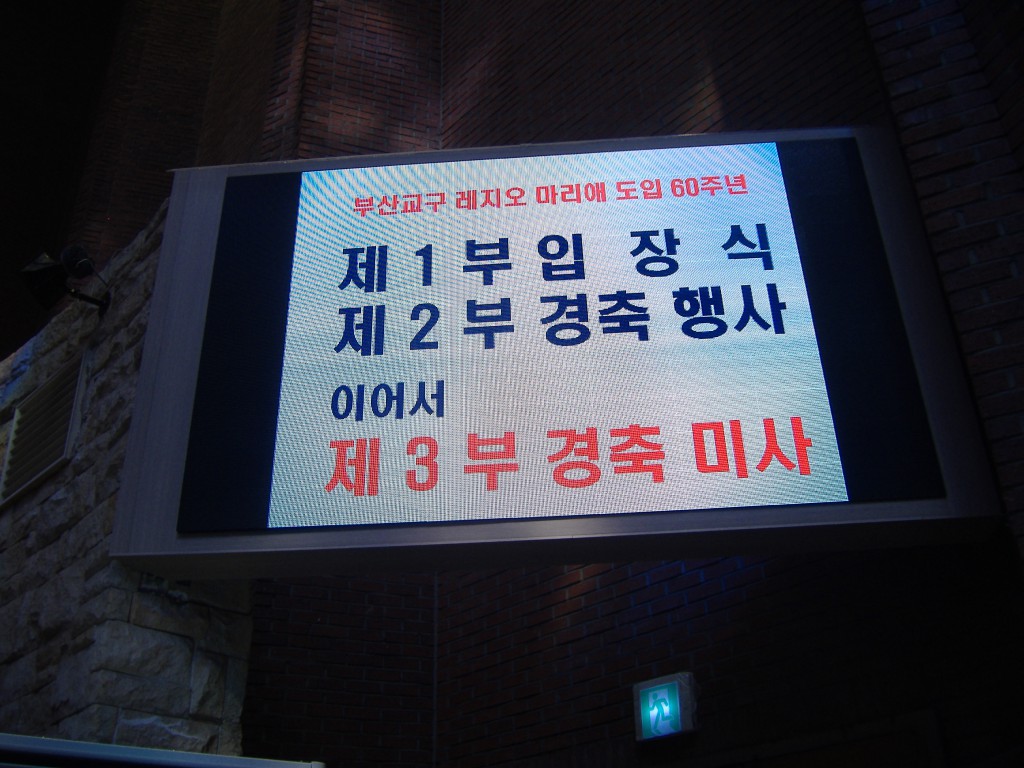 부산교구 레지오 마리애 도입 60주년
제 1 부 입 장 식
제 2 부 경축 행사
이어서
제 3 부 경축 미사